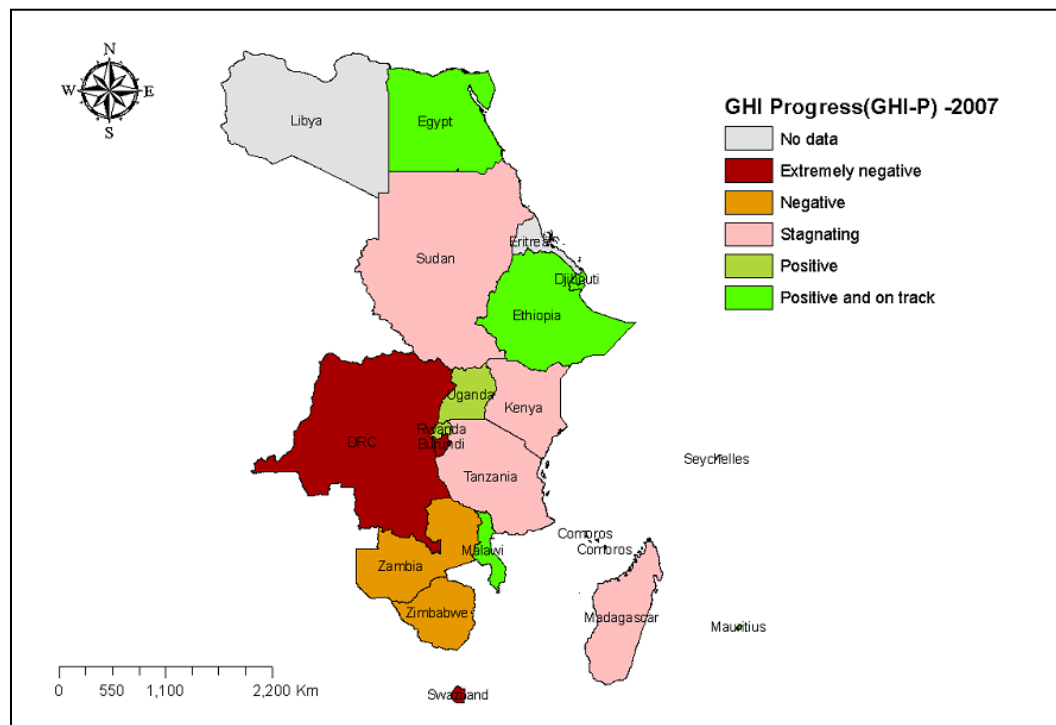 N
W E
S
GHI Progress(GHI-P) -2007
No data
Extremely negative
Negative
Stagnating
Positive
Positive and on track
Libya
Egypt
Sudan
Eritrea
Djibouti
Ethiopia
Uganda
Kenya
Rwanda
Burundi
DRC
Tanzania
Seychelles
Comoros
Comoros
Malawi
Zambia
Zimbabwe
Madagascar
Mauritius
Swaziland
0 550 1,100 2,200 Km